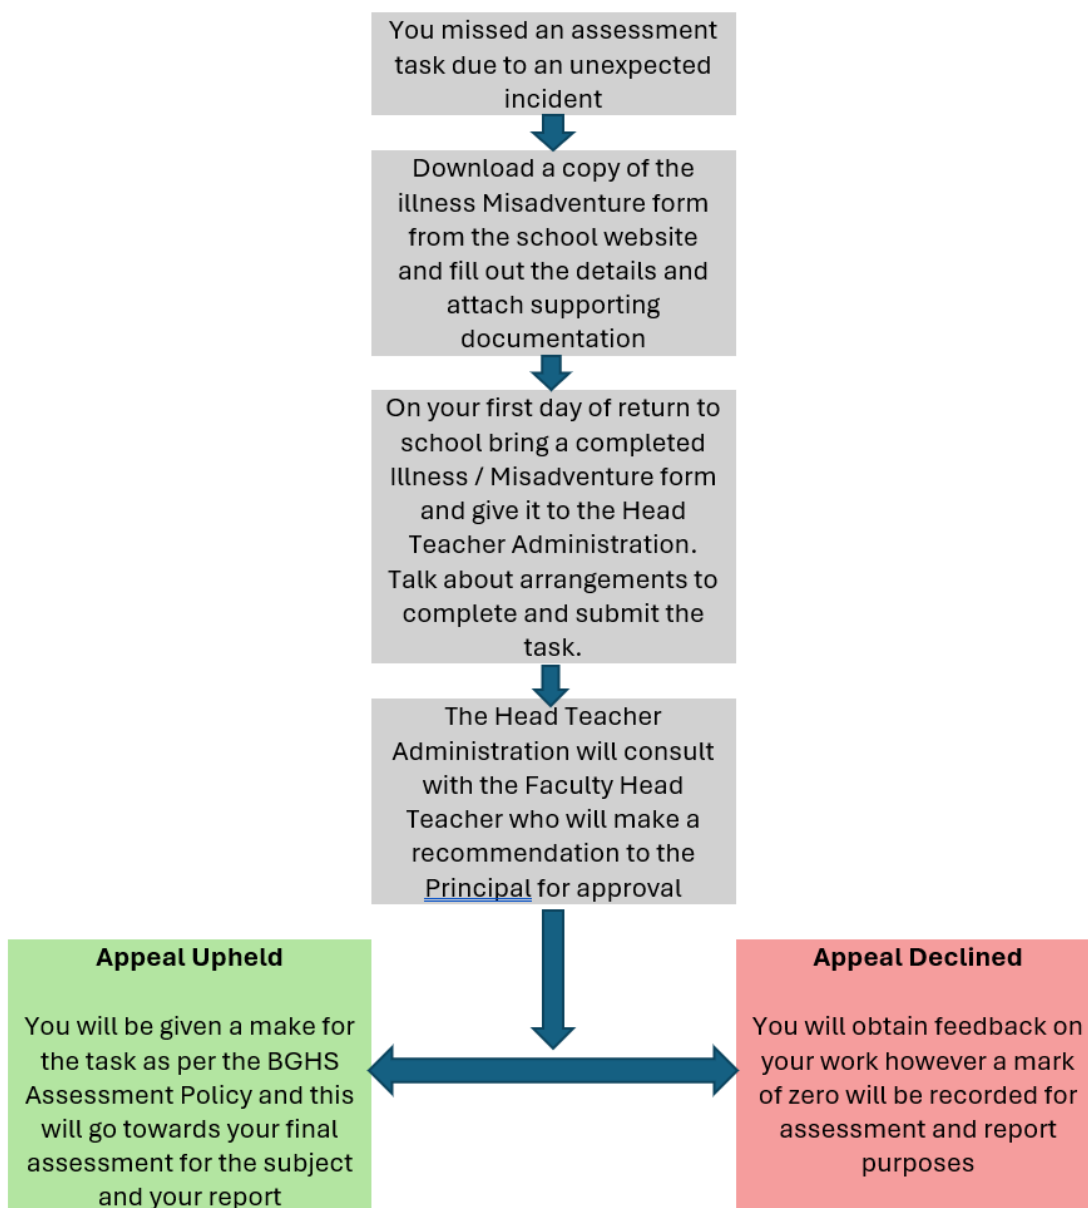 You missed an assessment
task due to an unexpected
incident
Download a copy of the
illness Misadventure form
from the school website
and fill out the details and
attach supporting
documentation
On your first day of return to
school bring a completed
Illness / Misadventure form
and give it to the Head
Teacher Administration.
Talk about arrangements to
complete and submit the
task.
The Head Teacher
Administration will consult
with the Faculty Head
Teacher who will make a
recommendation to the
Principal for approval
Appeal Upheld
You will be given a make for
the task as per the BGHS
Assessment Policy and this
will go towards your final
assessment for the subject
and your report
Appeal Declined
You will obtain feedback on
your work however a mark
of zero will be recorded for
assessment and report
purposes